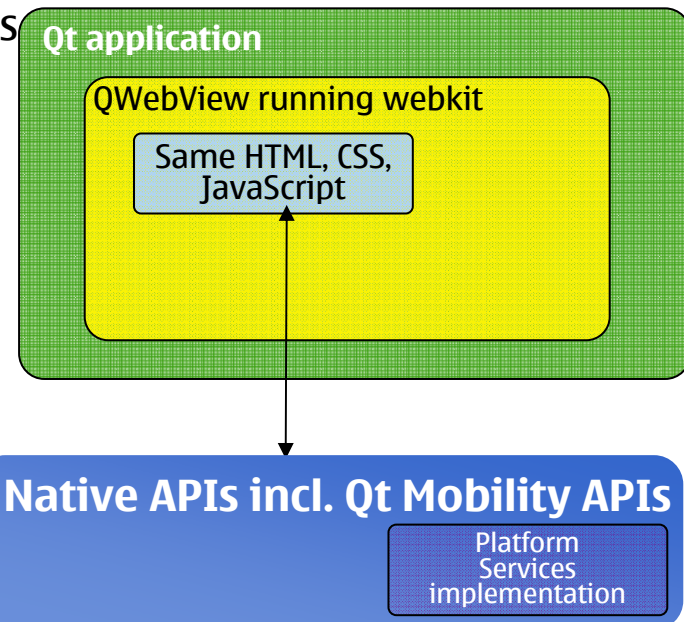 s
Qt application
QWebView running webkit
Same HTML, CSS,
JavaScript
Native APIs incl. Qt Mobility APIs
Platform
Services
implementation